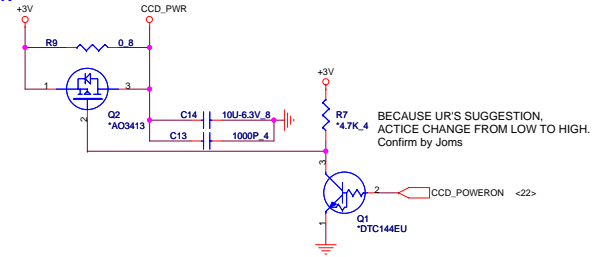 +3V
CCD_PWR
R9
0_8
1
3
Q2
*AO3413
2
C14
10U-6.3V_8
C13
1000P_4
+3V
R7
*4.7K_4
BECAUSE UR'S SUGGESTION,
ACTICE CHANGE FROM LOW TO HIGH.
Confirm by Joms
3
2
CCD_POWERON
<22>
1
Q1
*DTC144EU